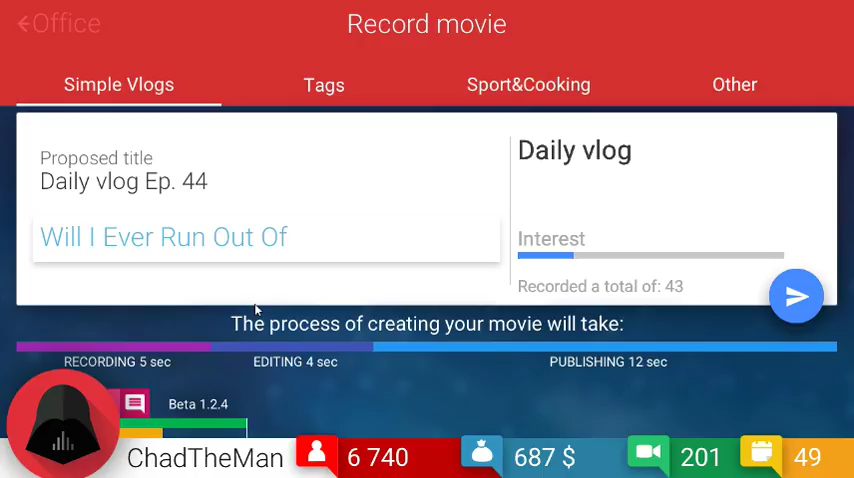 Office
Record movie
Simple Vlogs
Tags
Sport&Cooking
Other
Proposed title
Daily vlog Ep. 44
Will I Ever Run Out Of
Daily vlog
Interest
Recorded a total of: 43
The process of creating your movie will take:
RECORDING 5 sec
EDITING 4 sec
PUBLISHING 12 sec
Beta 1.2.4
ChadTheMan
6 740
687 $
201
49